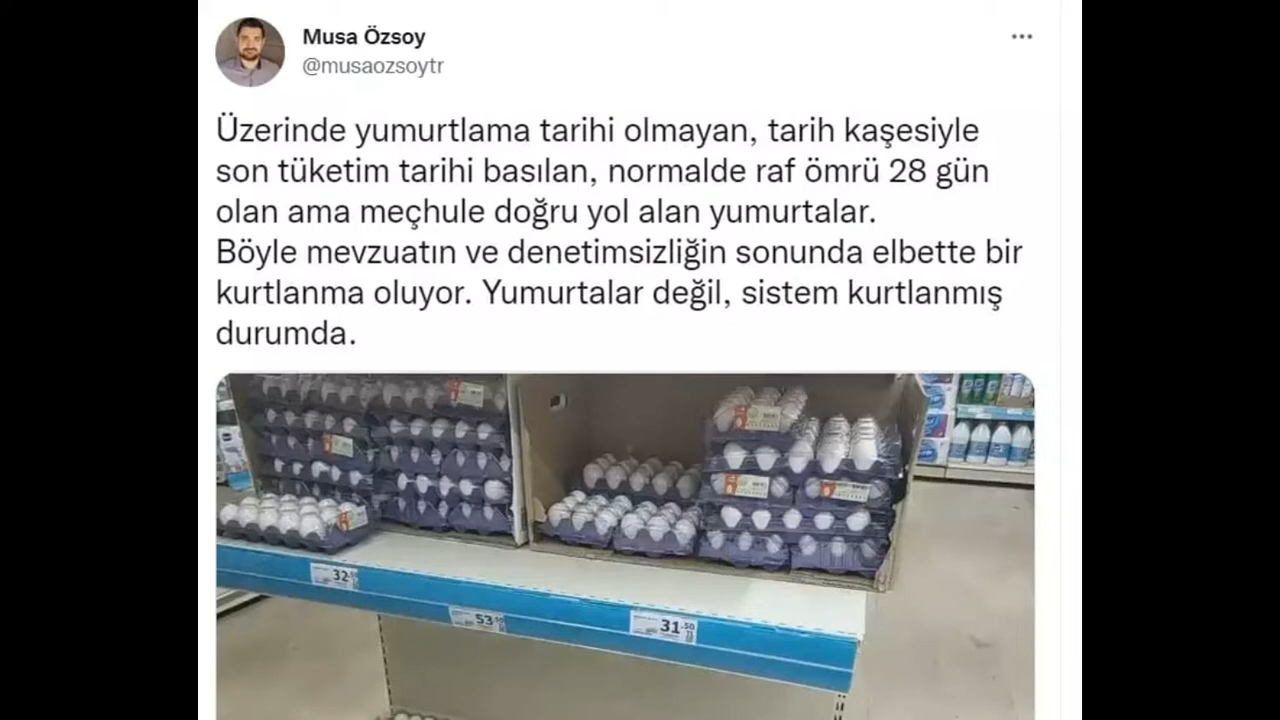 Musa Özsoy
@musaozsoytr
Üzerinde yumurtlama tarihi olmayan, tarih kaşesiyle
son tüketim tarihi basılan, normalde raf ömrü 28 gün
olan ama meçhule doğru yol alan yumurtalar.
Böyle mevzuatın ve denetimsizliğin sonunda elbette bir
kurtlanma oluyor. Yumurtalar değil, sistem kurtlanmış
durumda.
32
53
31.50